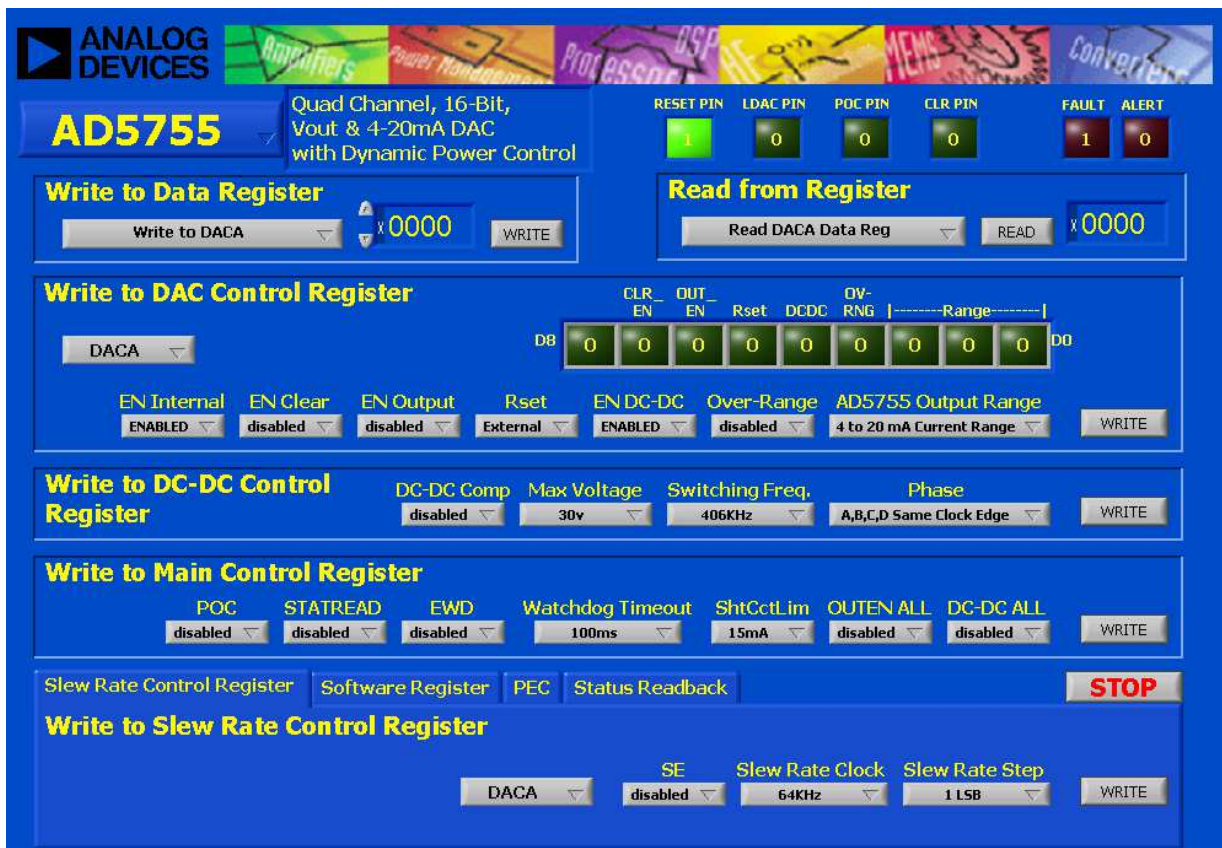 ANALOG
DEVICES
Amplifiers Power Management Processors DSP RF MEMS Converters
AD5755
Quad Channel, 16-Bit,
Vout & 4-20mA DAC
with Dynamic Power Control
RESET PIN LDAC PIN POC PIN CLR PIN FAULT ALERT
1 0 0 0 1 0
Write to Data Register
Write to DACA x 0000 WRITE
Read from Register
Read DACA Data Reg READ x 0000
Write to DAC Control Register
CLR_ OUT_ OV-
EN EN Rset DCDC RNG |--------Range--------|
DACA D8 0 0 0 0 0 0 0 0 0 D0
EN Internal EN Clear EN Output Rset EN DC-DC Over-Range AD5755 Output Range
ENABLED disabled disabled External ENABLED disabled 4 to 20 mA Current Range WRITE
Write to DC-DC Control
Register
DC-DC Comp Max Voltage Switching Freq. Phase
disabled 30v 406KHz A,B,C,D Same Clock Edge WRITE
Write to Main Control Register
POC STATREAD EWD Watchdog Timeout ShtCctLim OUTEN ALL DC-DC ALL
disabled disabled disabled 100ms 15mA disabled disabled WRITE
Slew Rate Control Register Software Register PEC Status Readback STOP
Write to Slew Rate Control Register
SE Slew Rate Clock Slew Rate Step
DACA disabled 64KHz 1 LSB WRITE